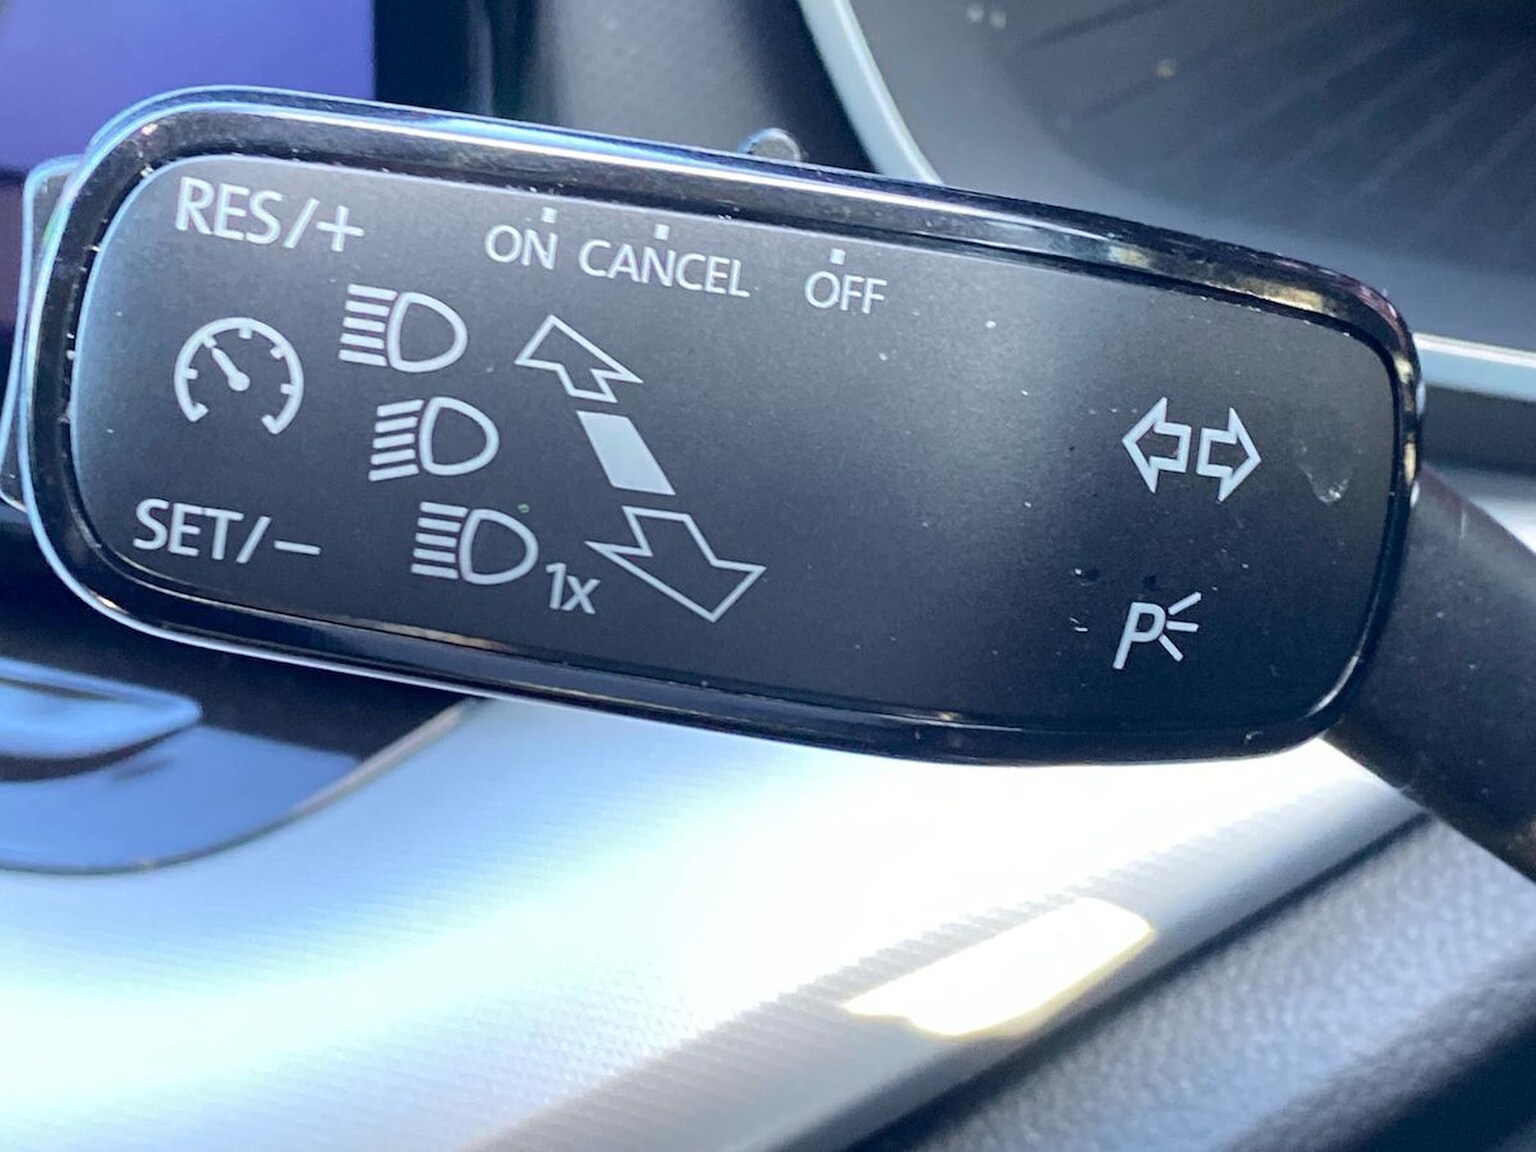 RES/+
ON CANCEL OFF
SET/-
1x
P